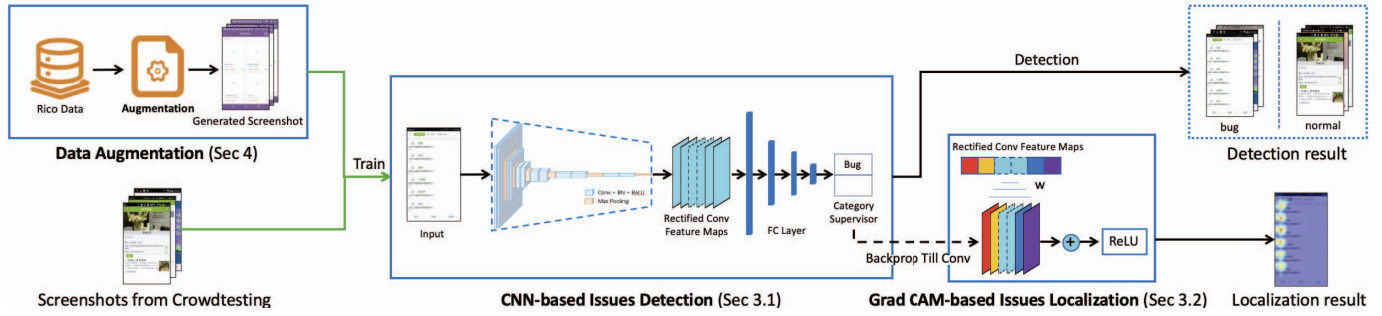 Rico Data
Augmentation
Generated Screenshot
Data Augmentation (Sec 4)
Screenshots from Crowdtesting
Train
Input
Conv + BN + ReLU
Max Pooling
Rectified Conv
Feature Maps
FC Layer
Bug
Category
Supervisor
CNN-based Issues Detection (Sec 3.1)
Detection
bug
normal
Detection result
Rectified Conv Feature Maps
W
Backprop Till Conv
+
ReLU
Grad CAM-based Issues Localization (Sec 3.2)
Localization result